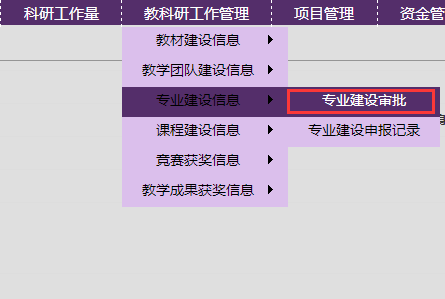 科研工作量 教科研工作管理 项目管理 资金管
教材建设信息
教学团队建设信息
专业建设信息 专业建设审批
课程建设信息 专业建设申报记录
竞赛获奖信息
教学成果获奖信息